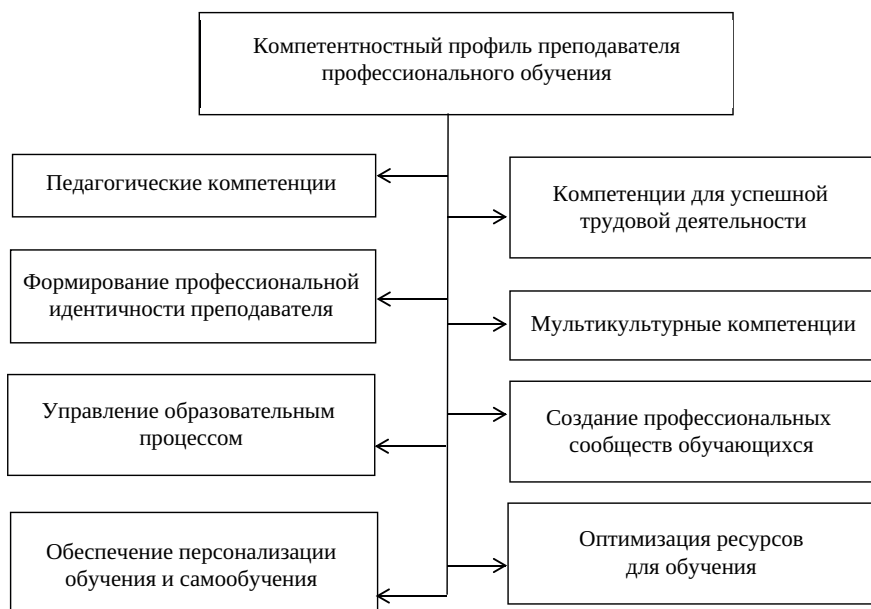 Компетентностный профиль преподавателя
профессионального обучения
Педагогические компетенции
Компетенции для успешной
трудовой деятельности
Формирование профессиональной
идентичности преподавателя
Мультикультурные компетенции
Управление образовательным
процессом
Создание профессиональных
сообществ обучающихся
Обеспечение персонализации
обучения и самообучения
Оптимизация ресурсов
для обучения